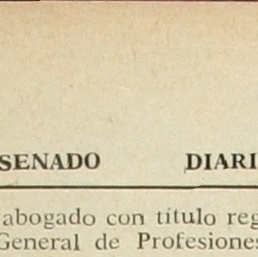 SENADO DIARI
abogado con título reg
General de Profesiones